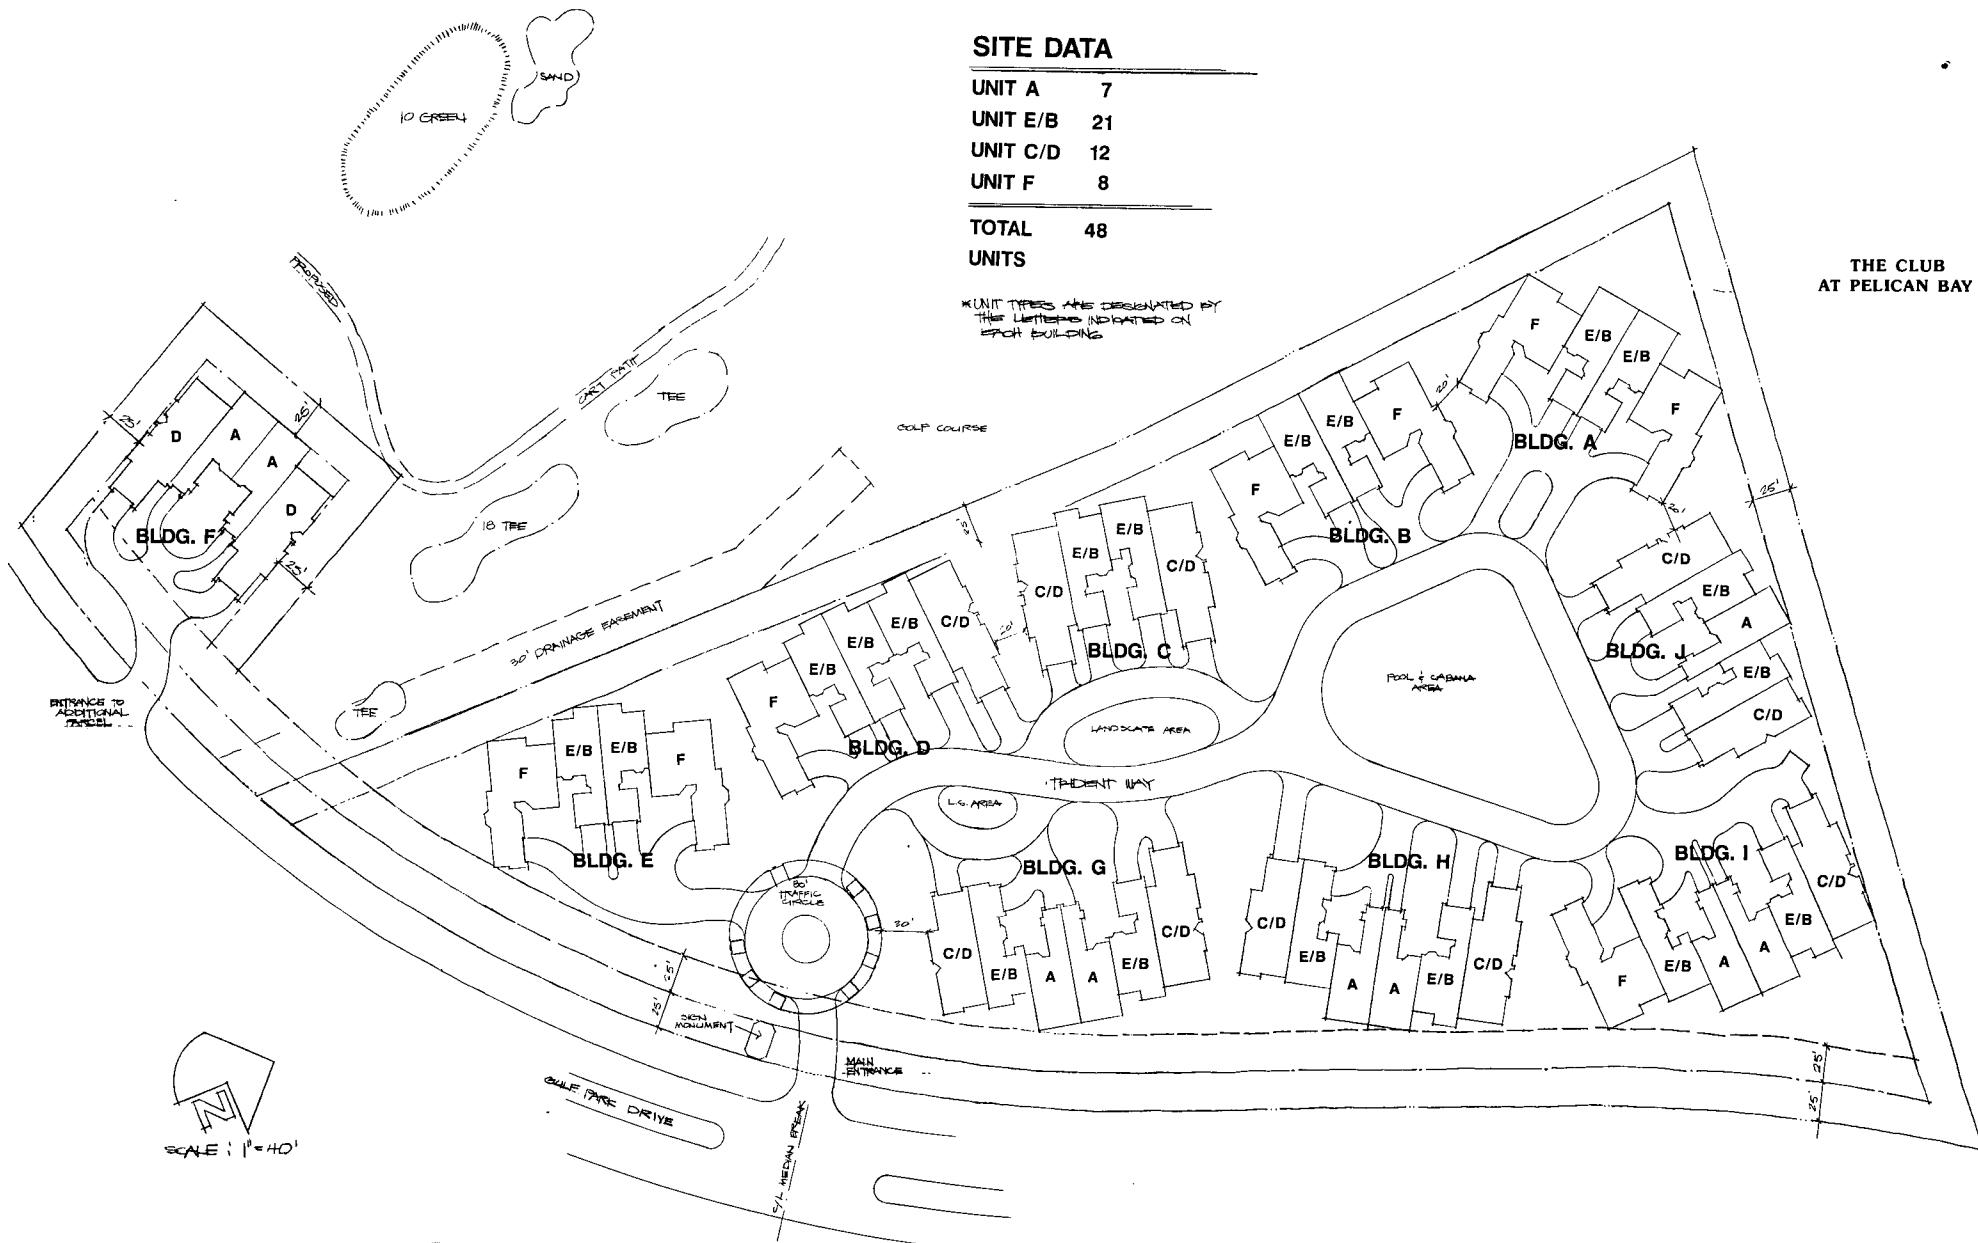 SITE DATA
UNIT A 7
UNIT E/B 21
UNIT C/D 12
UNIT F 8
TOTAL 48
UNITS
*UNIT TYPES ARE DESIGNATED BY
THE LETTERS INDICATED ON
EACH BUILDING
THE CLUB
AT PELICAN BAY
10 GREEN
SAND
PROPOSED
CART PATH
TEE
GOLF COURSE
18 TEE
30' DRAINAGE EASEMENT
TEE
25'
25'
25'
D
A
A
D
BLDG. F
ENTRANCE TO
ADDITIONAL
PARCEL
F
E/B
E/B
F
BLDG. A
20'
25'
20'
F
E/B
E/B
F
BLDG. B
25'
C/D
E/B
E/B
C/D
BLDG. C
20'
F
E/B
E/B
E/B
C/D
BLDG. D
F
E/B
E/B
F
BLDG. E
C/D
E/B
A
E/B
C/D
BLDG. J
POOL & CABANA
AREA
LANDSCAPE AREA
TRIDENT WAY
L.S. AREA
80'
TRAFFIC
CIRCLE
30'
BLDG. G
C/D
E/B
A
A
E/B
C/D
BLDG. H
C/D
E/B
A
A
E/B
C/D
BLDG. I
F
E/B
A
A
E/B
C/D
25'
25'
SIGN
MONUMENT
MAIN
ENTRANCE
25'
25'
GULF PARK DRIVE
C/L MEDIAN BREAK
N
SCALE: 1"=40'